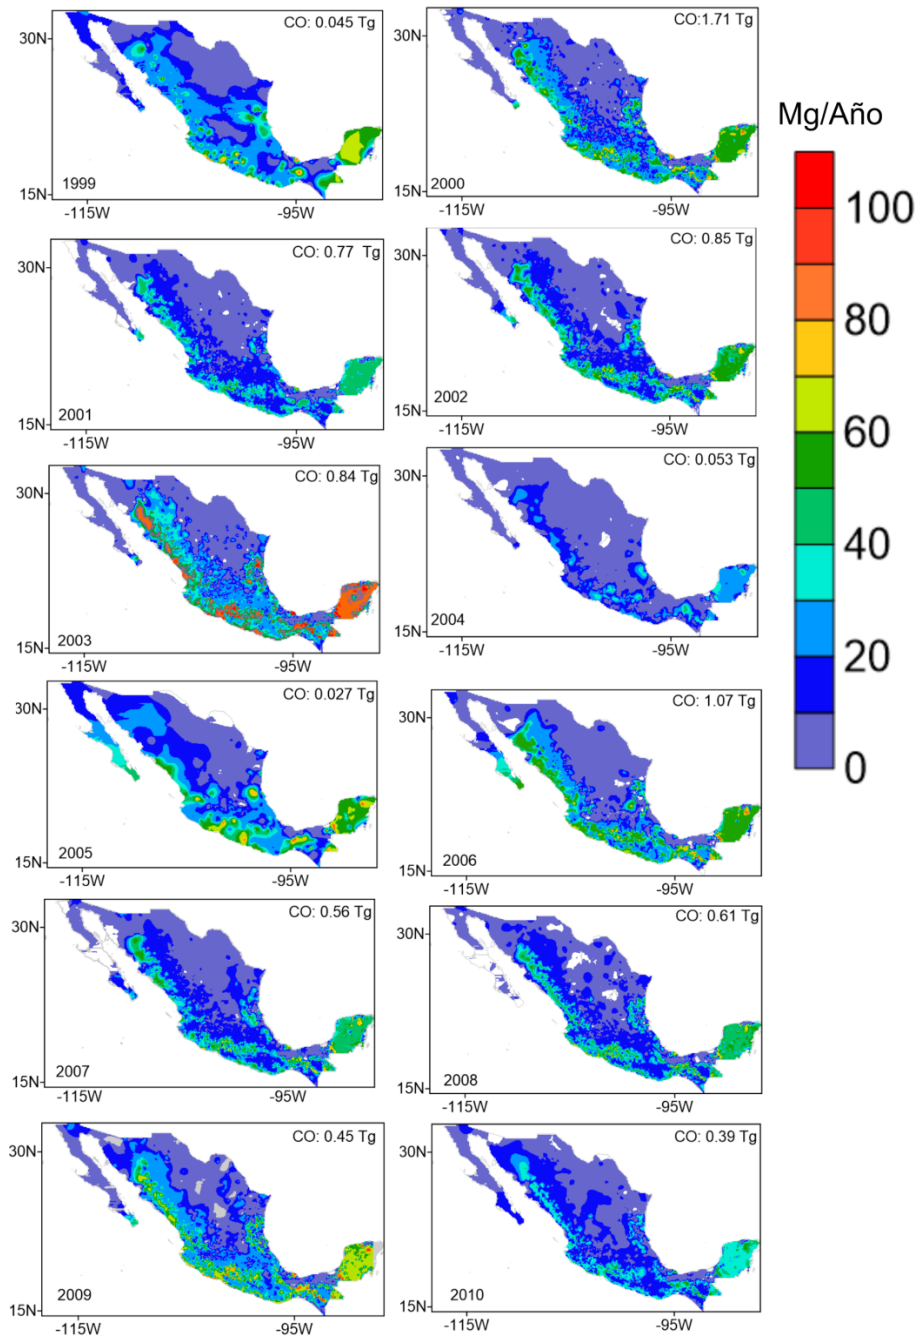 CO: 0.045 Tg
30N
15N
1999
-115W
-95W
CO:1.71 Tg
30N
15N
2000
-115W
-95W
Mg/Año
100
80
60
40
20
0
CO: 0.77 Tg
30N
15N
2001
-115W
-95W
CO: 0.85 Tg
30N
15N
2002
-115W
-95W
CO: 0.84 Tg
30N
15N
2003
-115W
-95W
CO: 0.053 Tg
30N
15N
2004
-115W
-95W
CO: 0.027 Tg
30N
15N
2005
-115W
-95W
CO: 1.07 Tg
30N
15N
2006
-115W
-95W
CO: 0.56 Tg
30N
15N
2007
-115W
-95W
CO: 0.61 Tg
30N
15N
2008
-115W
-95W
CO: 0.45 Tg
30N
15N
2009
-115W
-95W
CO: 0.39 Tg
30N
15N
2010
-115W
-95W